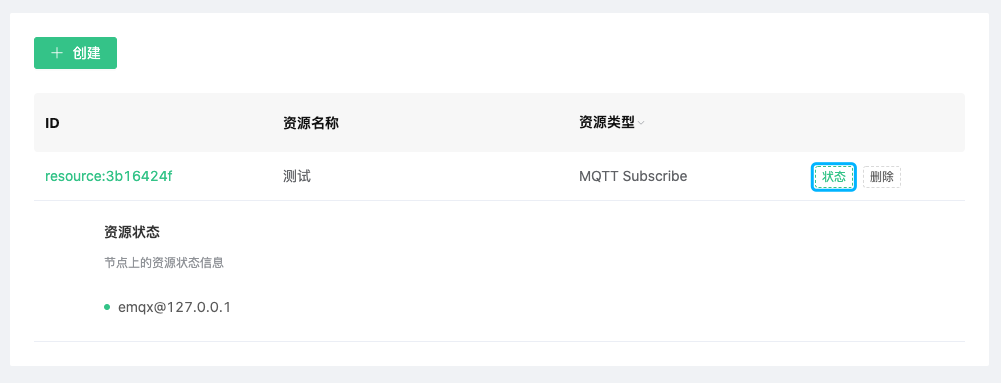 创建
ID 资源名称 资源类型
resource:3b16424f 测试 MQTT Subscribe 状态 删除
资源状态
节点上的资源状态信息
emqx@127.0.0.1